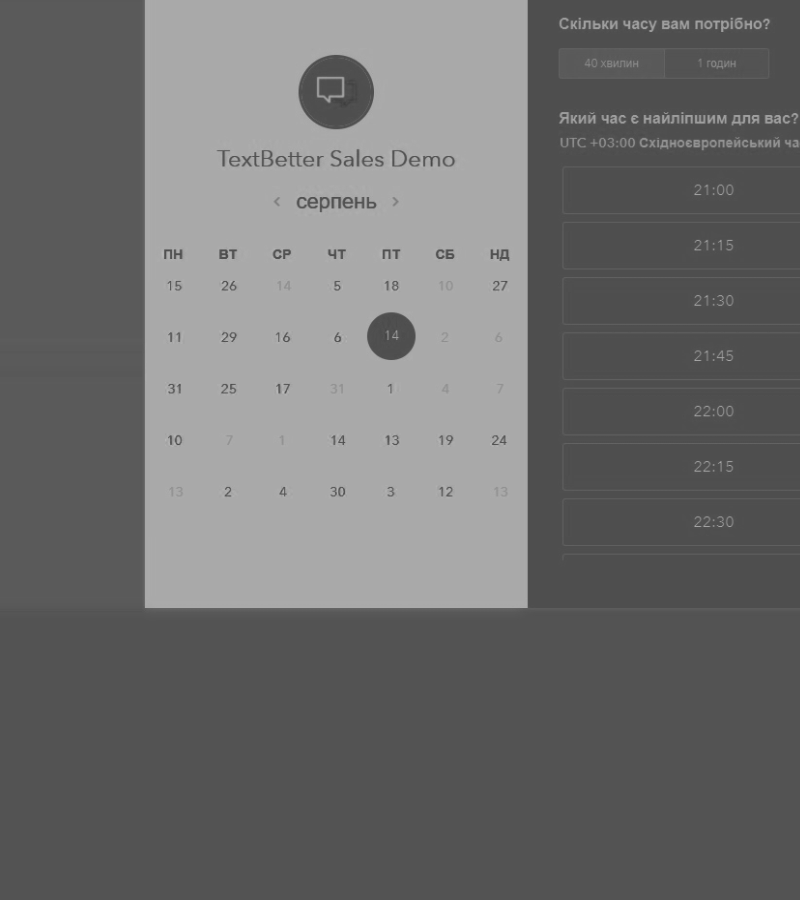 TextBetter Sales Demo
серпень
ПН ВТ СР ЧТ ПТ СБ НД
15 26 14 5 18 10 27
11 29 16 6 14 2 6
31 25 17 31 1 4 7
10 7 1 14 13 19 24
13 2 4 30 3 12 13
Скільки часу вам потрібно?
40 хвилин 1 годин
Який час є найліпшим для вас?
UTC +03:00 Східноєвропейський ча
21:00
21:15
21:30
21:45
22:00
22:15
22:30